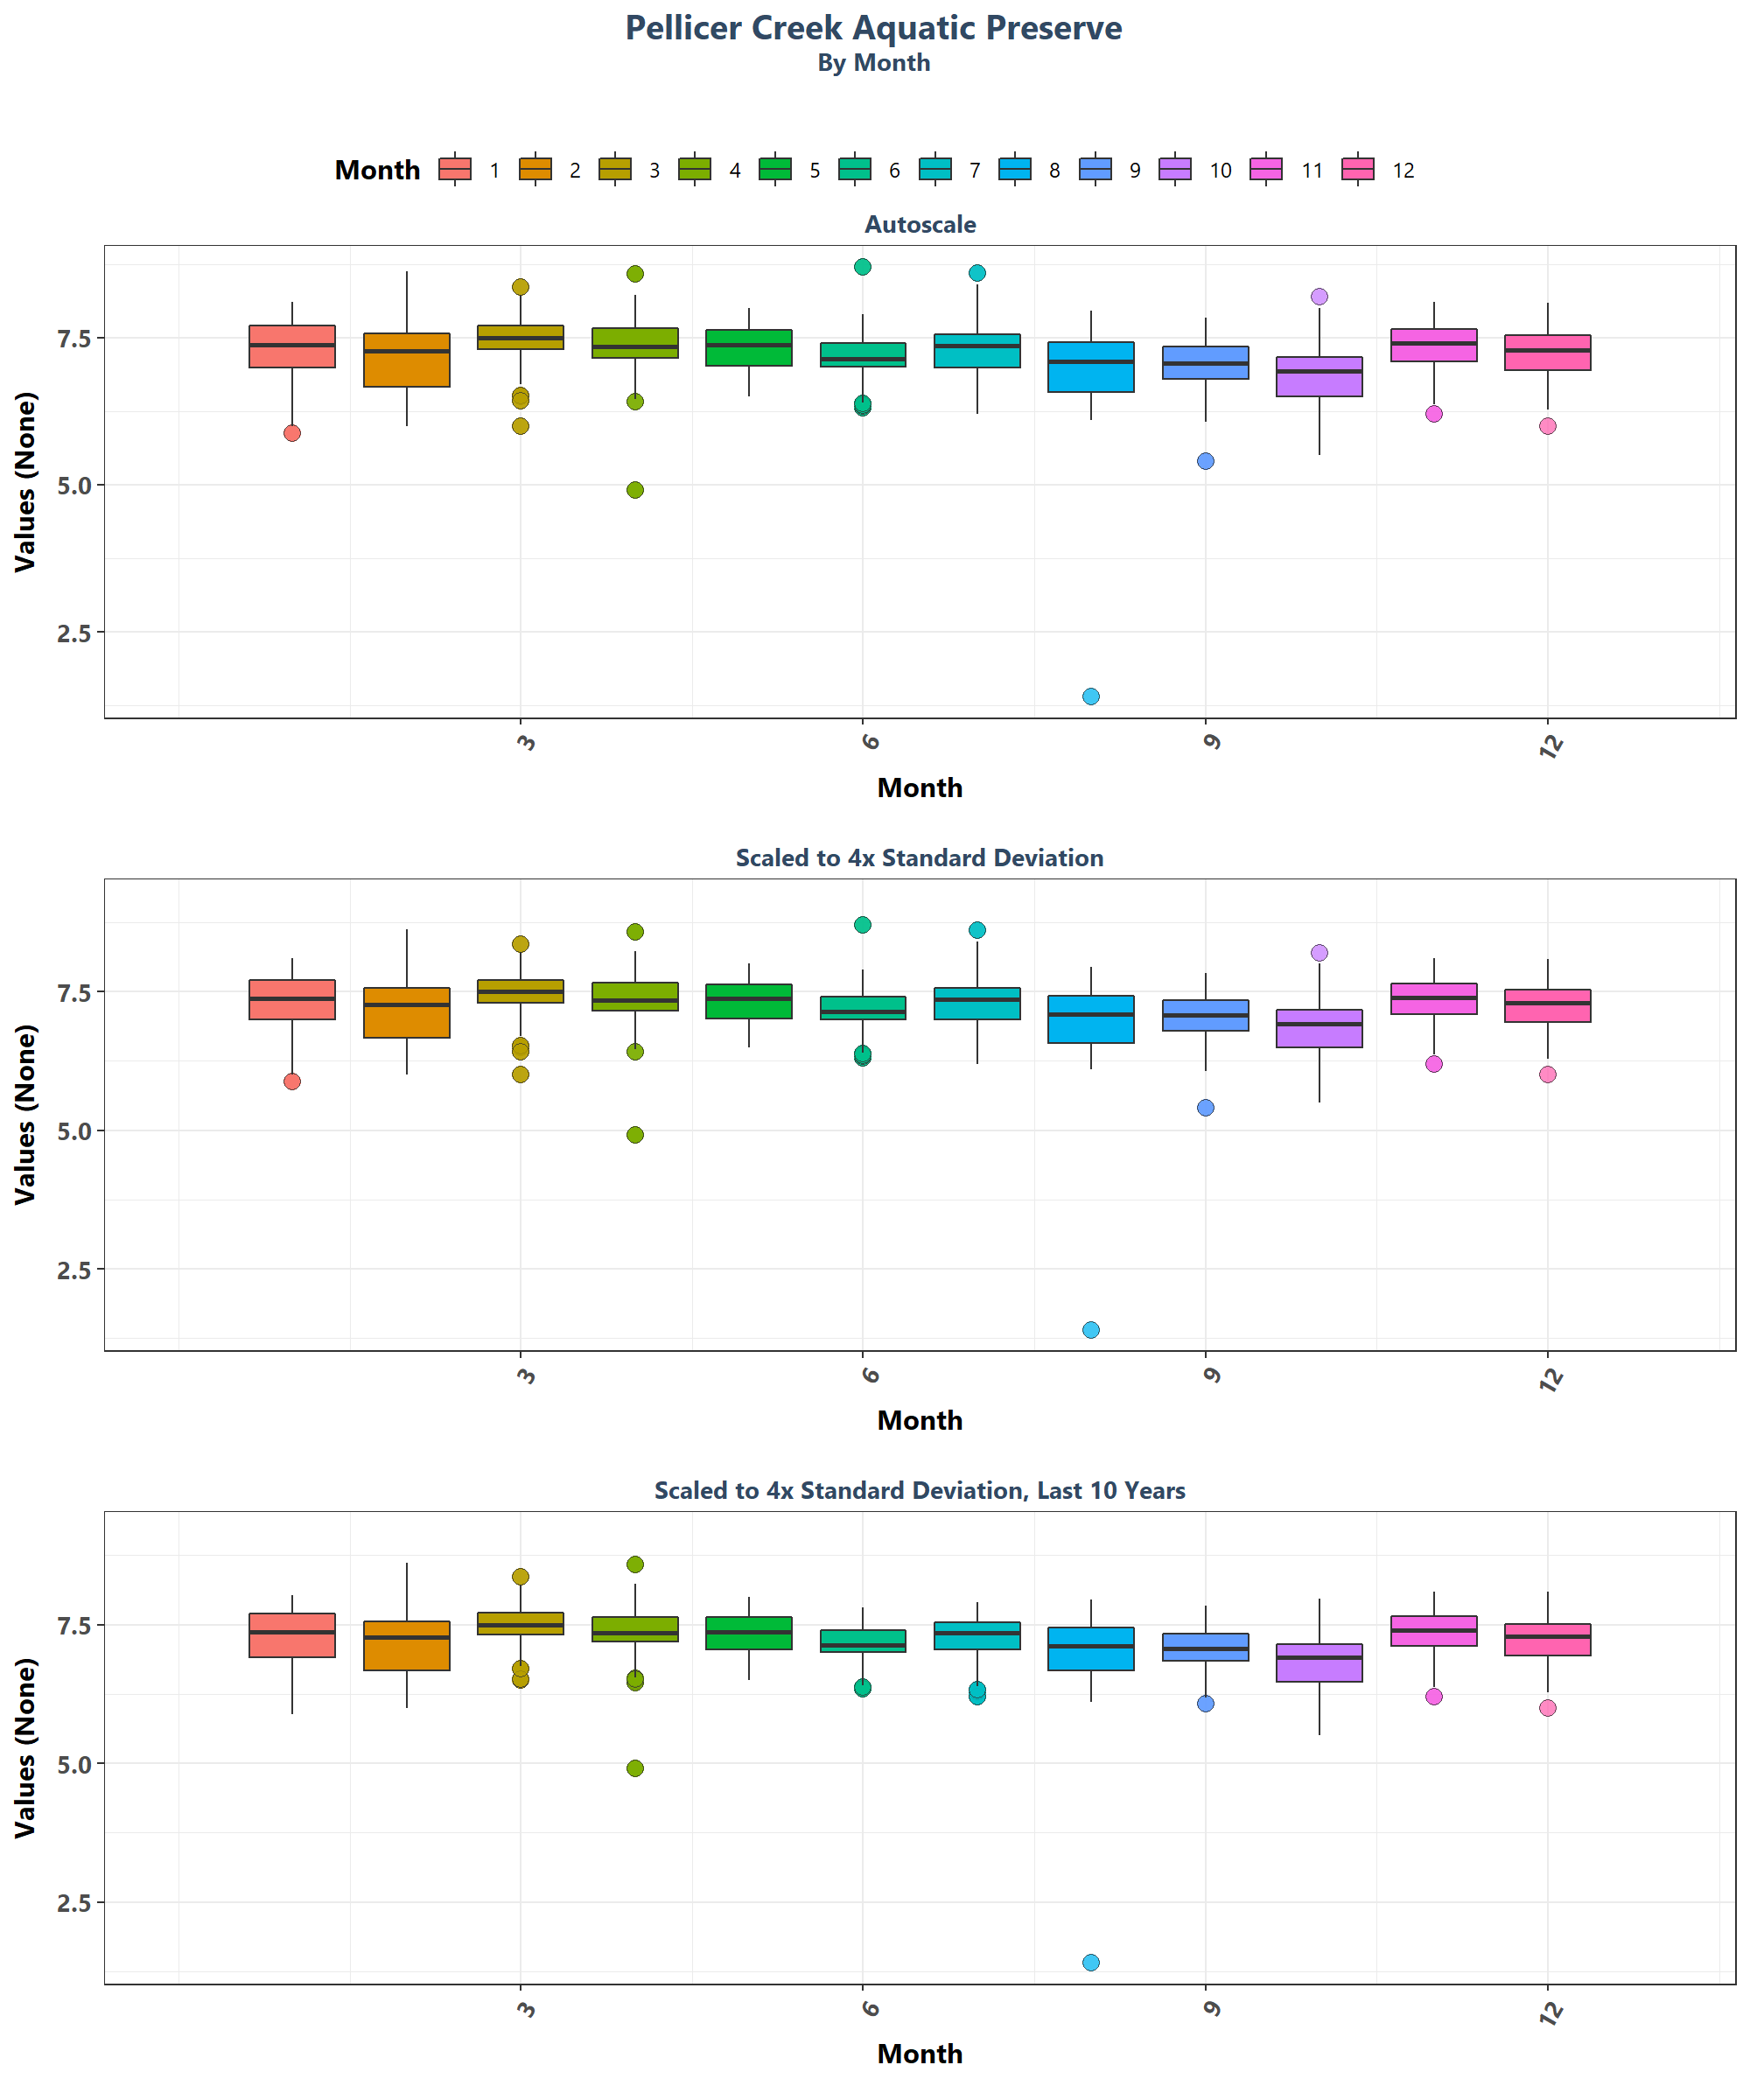 Pellicer Creek Aquatic Preserve
By Month
Month 1 2 3 4 5 6 7 8 9 10 11 12
Autoscale
Values (None)
7.5
5.0
2.5
3 6 9 12
Month
Scaled to 4x Standard Deviation
Values (None)
7.5
5.0
2.5
3 6 9 12
Month
Scaled to 4x Standard Deviation, Last 10 Years
Values (None)
7.5
5.0
2.5
3 6 9 12
Month